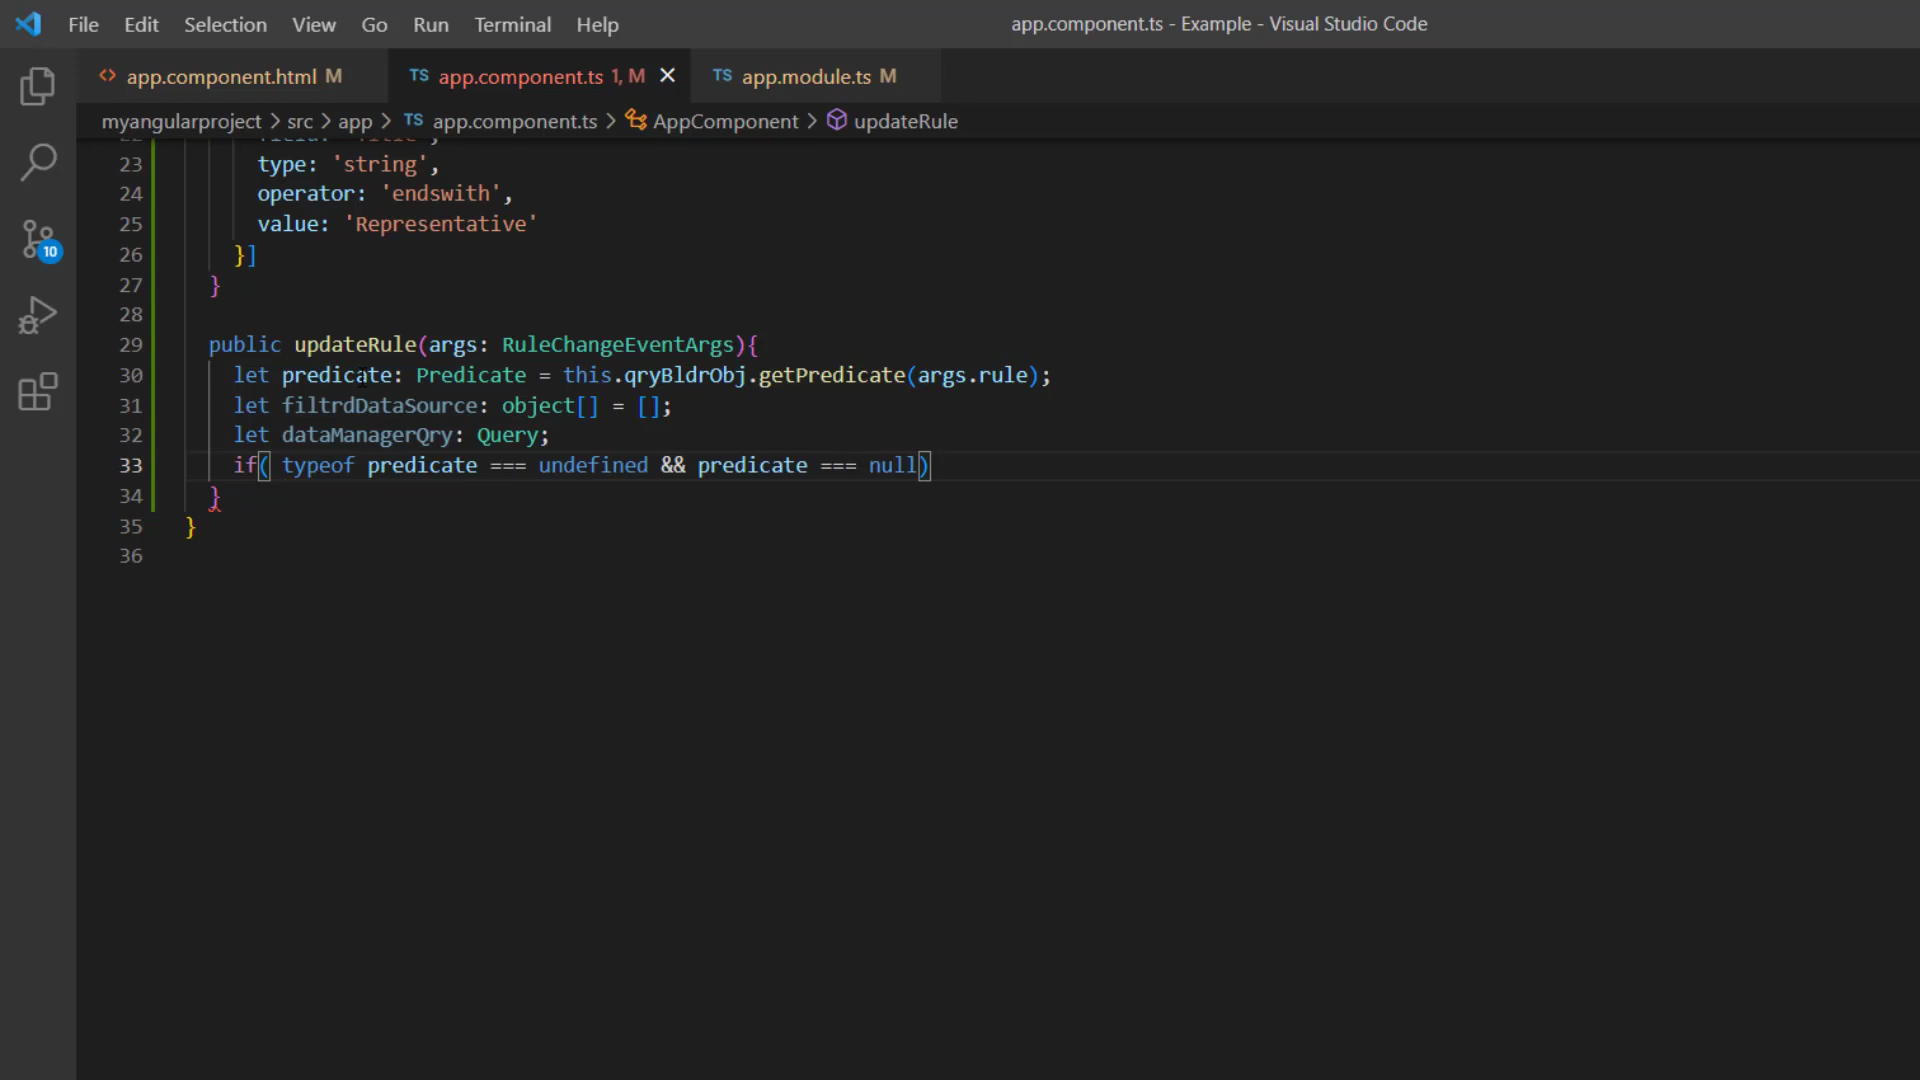 File Edit Selection View Go Run Terminal Help app.component.ts - Example - Visual Studio Code
<> app.component.html M TS app.component.ts 1, M × TS app.module.ts M
myangularproject > src > app > TS app.component.ts > AppComponent > updateRule
23 type: 'string',
24 operator: 'endswith',
25 value: 'Representative'
26 }]
27 }
28
29 public updateRule(args: RuleChangeEventArgs){
30 let predicate: Predicate = this.qryBldrObj.getPredicate(args.rule);
31 let filtrdDataSource: object[] = [];
32 let dataManagerQry: Query;
33 if( typeof predicate === undefined && predicate === null)
34 }
35 }
36
10